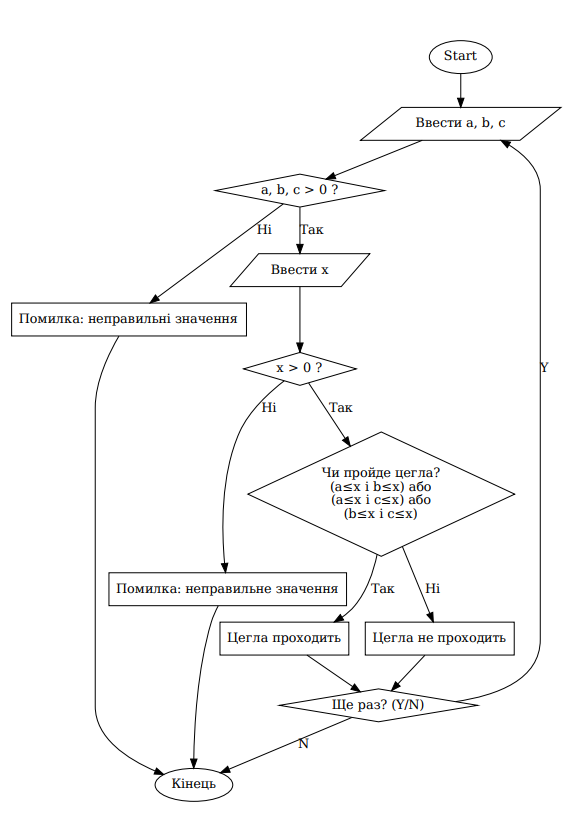 Start
Ввести a, b, c
a, b, c > 0 ?
Ні
Так
Ввести x
Помилка: неправильні значення
x > 0 ?
Y
Ні
Так
Чи пройде цегла?
(a≤x і b≤x) або
(a≤x і c≤x) або
(b≤x і c≤x)
Помилка: неправильне значення
Так
Ні
Цегла проходить
Цегла не проходить
Ще раз? (Y/N)
N
Кінець